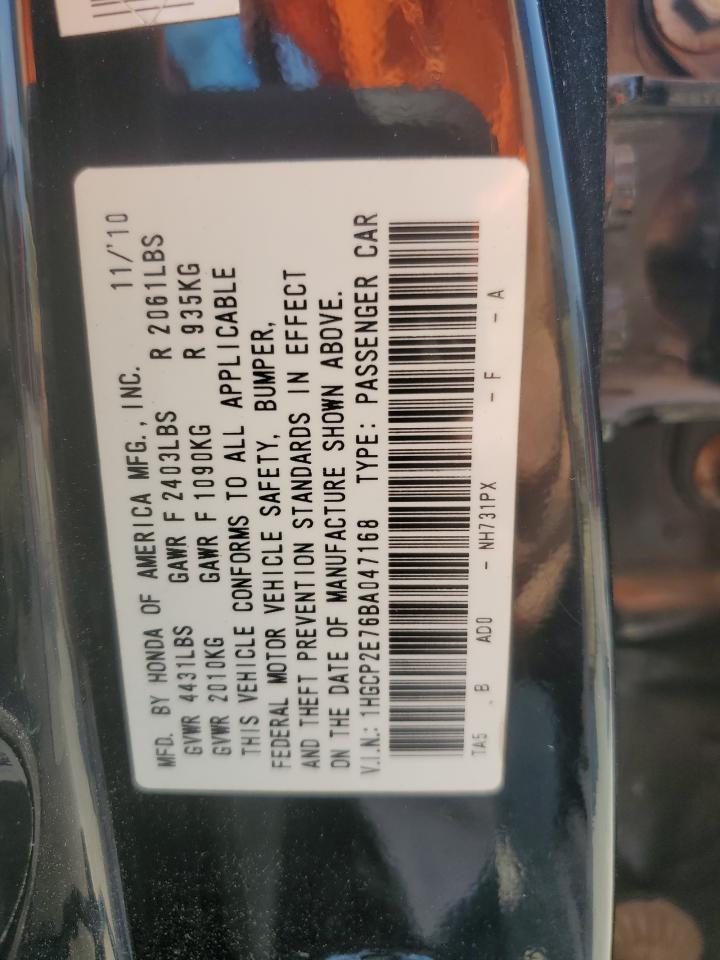 MFD. BY HONDA OF AMERICA MFG., INC. 11/'10
GVWR 4431LBS GAWR F 2403LBS R 2061LBS
GVWR 2010KG GAWR F 1090KG R 935KG
THIS VEHICLE CONFORMS TO ALL APPLICABLE
FEDERAL MOTOR VEHICLE SAFETY, BUMPER,
AND THEFT PREVENTION STANDARDS IN EFFECT
ON THE DATE OF MANUFACTURE SHOWN ABOVE.
V.I.N.: 1HGCP2E76BA047168 TYPE: PASSENGER CAR
TA5 .B AD0 - NH731PX - F - A